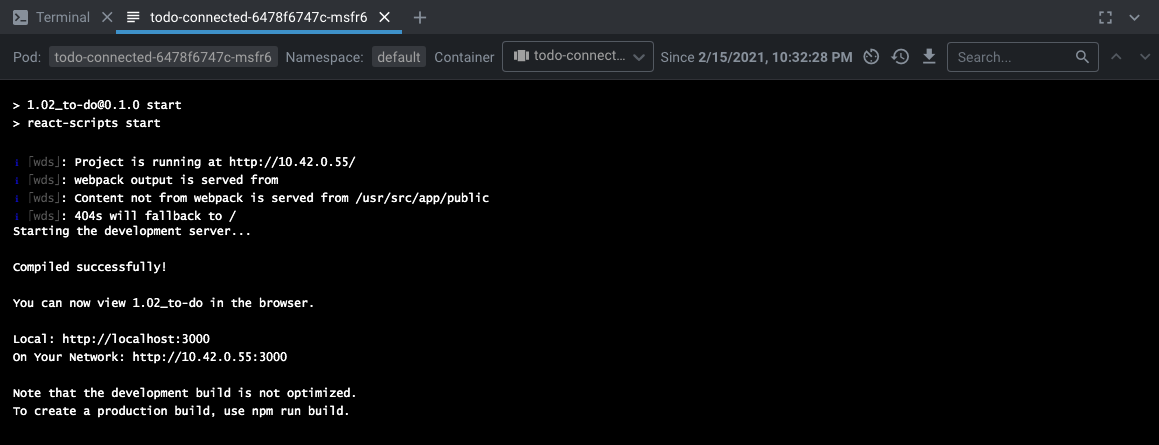 Terminal todo-connected-6478f6747c-msfr6
Pod: todo-connected-6478f6747c-msfr6 Namespace: default Container todo-connect... Since 2/15/2021, 10:32:28 PM Search...
> 1.02_to-do@0.1.0 start
> react-scripts start
i ｢wds｣: Project is running at http://10.42.0.55/
i ｢wds｣: webpack output is served from
i ｢wds｣: Content not from webpack is served from /usr/src/app/public
i ｢wds｣: 404s will fallback to /
Starting the development server...
Compiled successfully!
You can now view 1.02_to-do in the browser.
Local: http://localhost:3000
On Your Network: http://10.42.0.55:3000
Note that the development build is not optimized.
To create a production build, use npm run build.